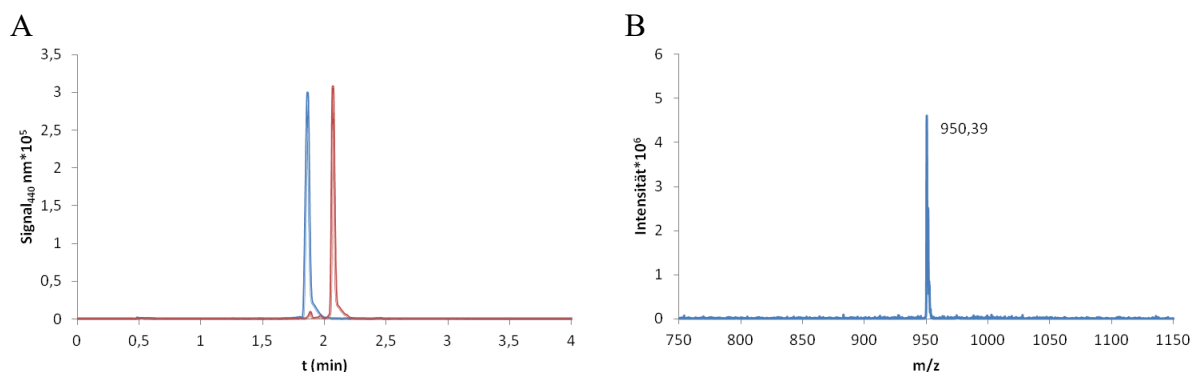 A
3,5
3
2,5
2
1,5
1
0,5
0
Signal440 nm*10⁵
0 0,5 1 1,5 2 2,5 3 3,5 4
t (min)
B
6
5
4
3
2
1
0
Intensität*10⁶
950,39
750 800 850 900 950 1000 1050 1100 1150
m/z